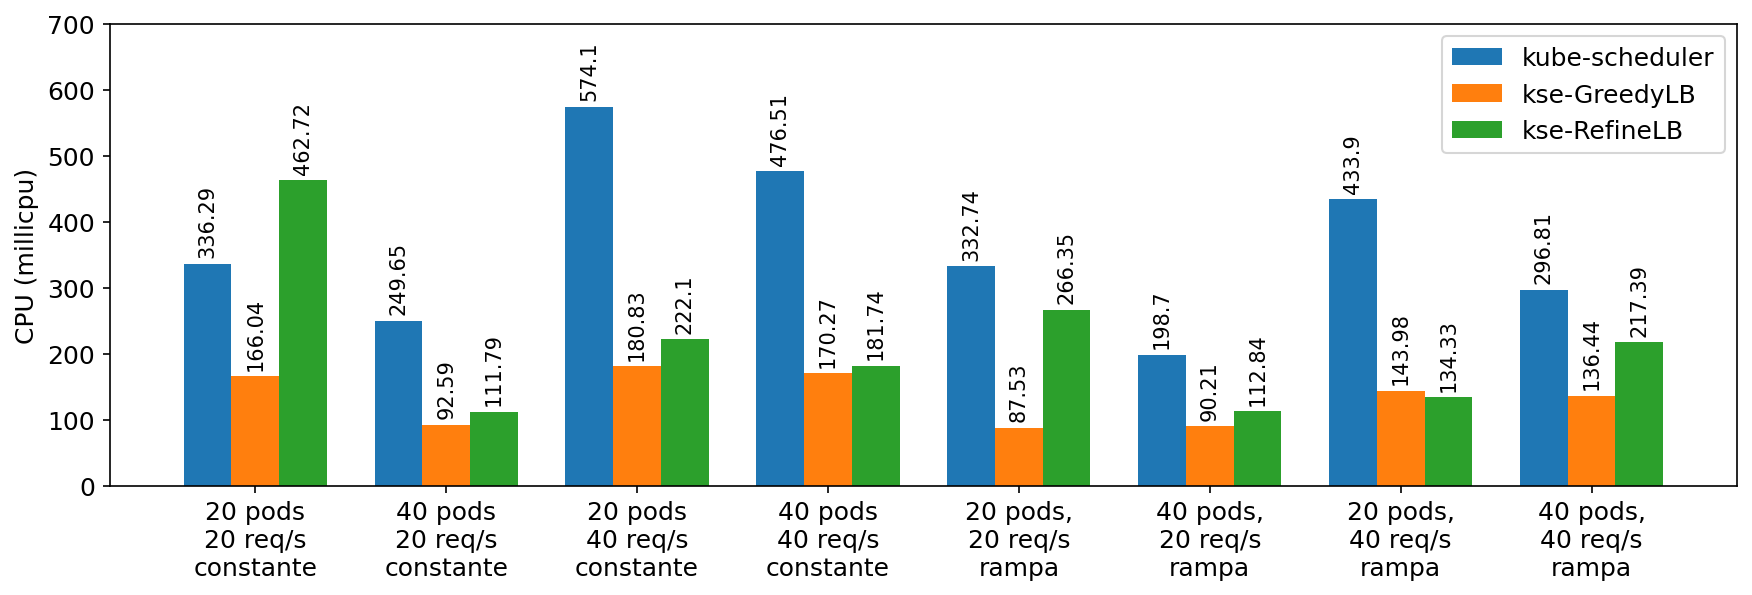 CPU (millicpu)
700
600
500
400
300
200
100
0
kube-scheduler
kse-GreedyLB
kse-RefineLB
336.29
166.04
462.72
249.65
92.59
111.79
574.1
180.83
222.1
476.51
170.27
181.74
332.74
87.53
266.35
198.7
90.21
112.84
433.9
143.98
134.33
296.81
136.44
217.39
20 pods
20 req/s
constante
40 pods
20 req/s
constante
20 pods
40 req/s
constante
40 pods
40 req/s
constante
20 pods,
20 req/s
rampa
40 pods,
20 req/s
rampa
20 pods,
40 req/s
rampa
40 pods,
40 req/s
rampa